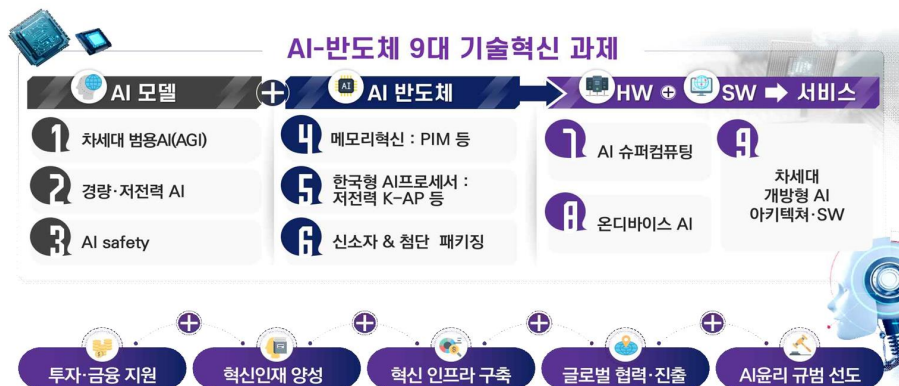 AI-반도체 9대 기술혁신 과제
AI 모델
1 차세대 범용AI(AGI)
2 경량·저전력 AI
3 AI safety
AI 반도체
AI
4 메모리혁신 : PIM 등
5 한국형 AI프로세서 :
저전력 K-AP 등
6 신소자 & 첨단 패키징
HW + SW ➡ 서비스
7 AI 슈퍼컴퓨팅
8 온디바이스 AI
9 차세대
개방형 AI
아키텍쳐·SW
투자·금융 지원
혁신인재 양성
혁신 인프라 구축
글로벌 협력·진출
AI윤리 규범 선도